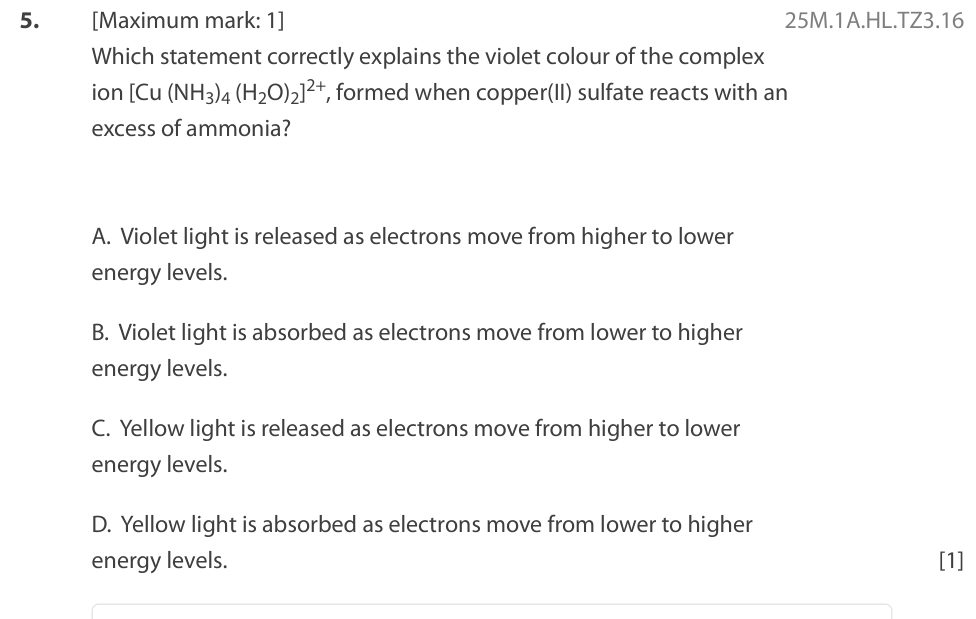 5. [Maximum mark: 1] 25M.1A.HL.TZ3.16
Which statement correctly explains the violet colour of the complex
ion [Cu (NH₃)₄ (H₂O)₂]²⁺, formed when copper(II) sulfate reacts with an
excess of ammonia?
A. Violet light is released as electrons move from higher to lower
energy levels.
B. Violet light is absorbed as electrons move from lower to higher
energy levels.
C. Yellow light is released as electrons move from higher to lower
energy levels.
D. Yellow light is absorbed as electrons move from lower to higher
energy levels. [1]